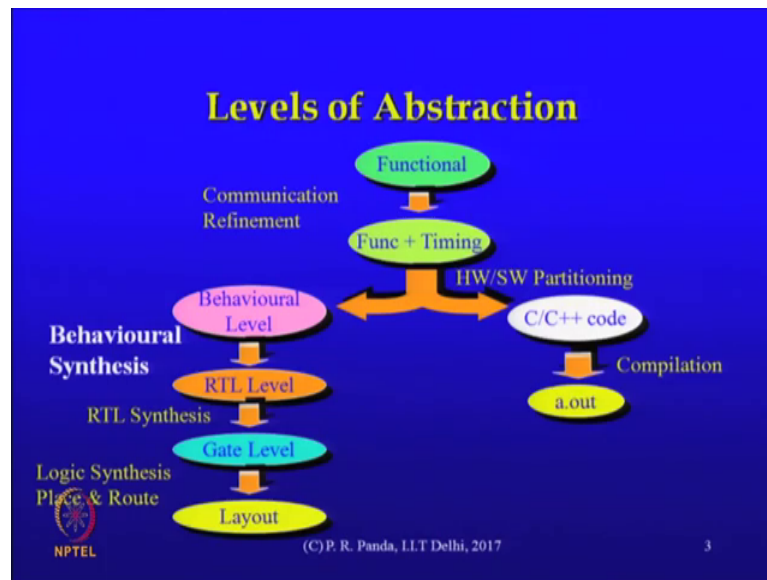 Levels of Abstraction
Functional
Communication
Refinement
Func + Timing
HW/SW Partitioning
Behavioural
Level
C/C++ code
Behavioural
Synthesis
Compilation
RTL Level
a.out
RTL Synthesis
Gate Level
Logic Synthesis
Place & Route
Layout
NPTEL
(C) P. R. Panda, I.I.T Delhi, 2017
3